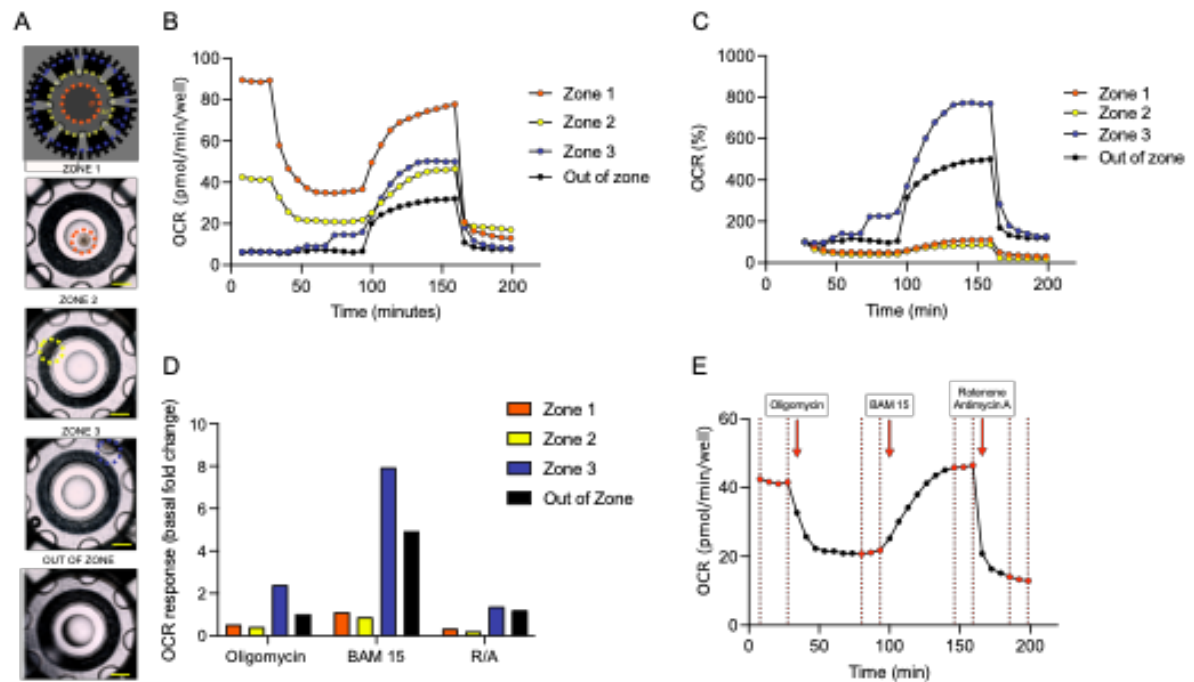 A
ZONE 1
ZONE 2
ZONE 3
OUT OF ZONE
B
100
80
60
40
20
0
OCR (pmol/min/well)
0 50 100 150 200
Time (minutes)
Zone 1
Zone 2
Zone 3
Out of zone
C
1000
800
600
400
200
0
OCR (%)
0 50 100 150 200
Time (min)
Zone 1
Zone 2
Zone 3
Out of zone
D
10
8
6
4
2
0
OCR response (basal fold change)
Oligomycin BAM 15 R/A
Zone 1
Zone 2
Zone 3
Out of Zone
E
Oligomycin
BAM 15
Rotenone
Antimycin A
60
40
20
0
OCR (pmol/min/well)
0 50 100 150 200
Time (min)